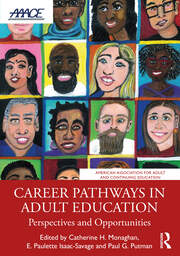 AAACE
AMERICAN ASSOCIATION FOR ADULT
AND CONTINUING EDUCATION
CAREER PATHWAYS IN
ADULT EDUCATION
Perspectives and Opportunities
Edited by Catherine H. Monaghan,
E. Paulette Isaac-Savage and Paul G. Putman
R